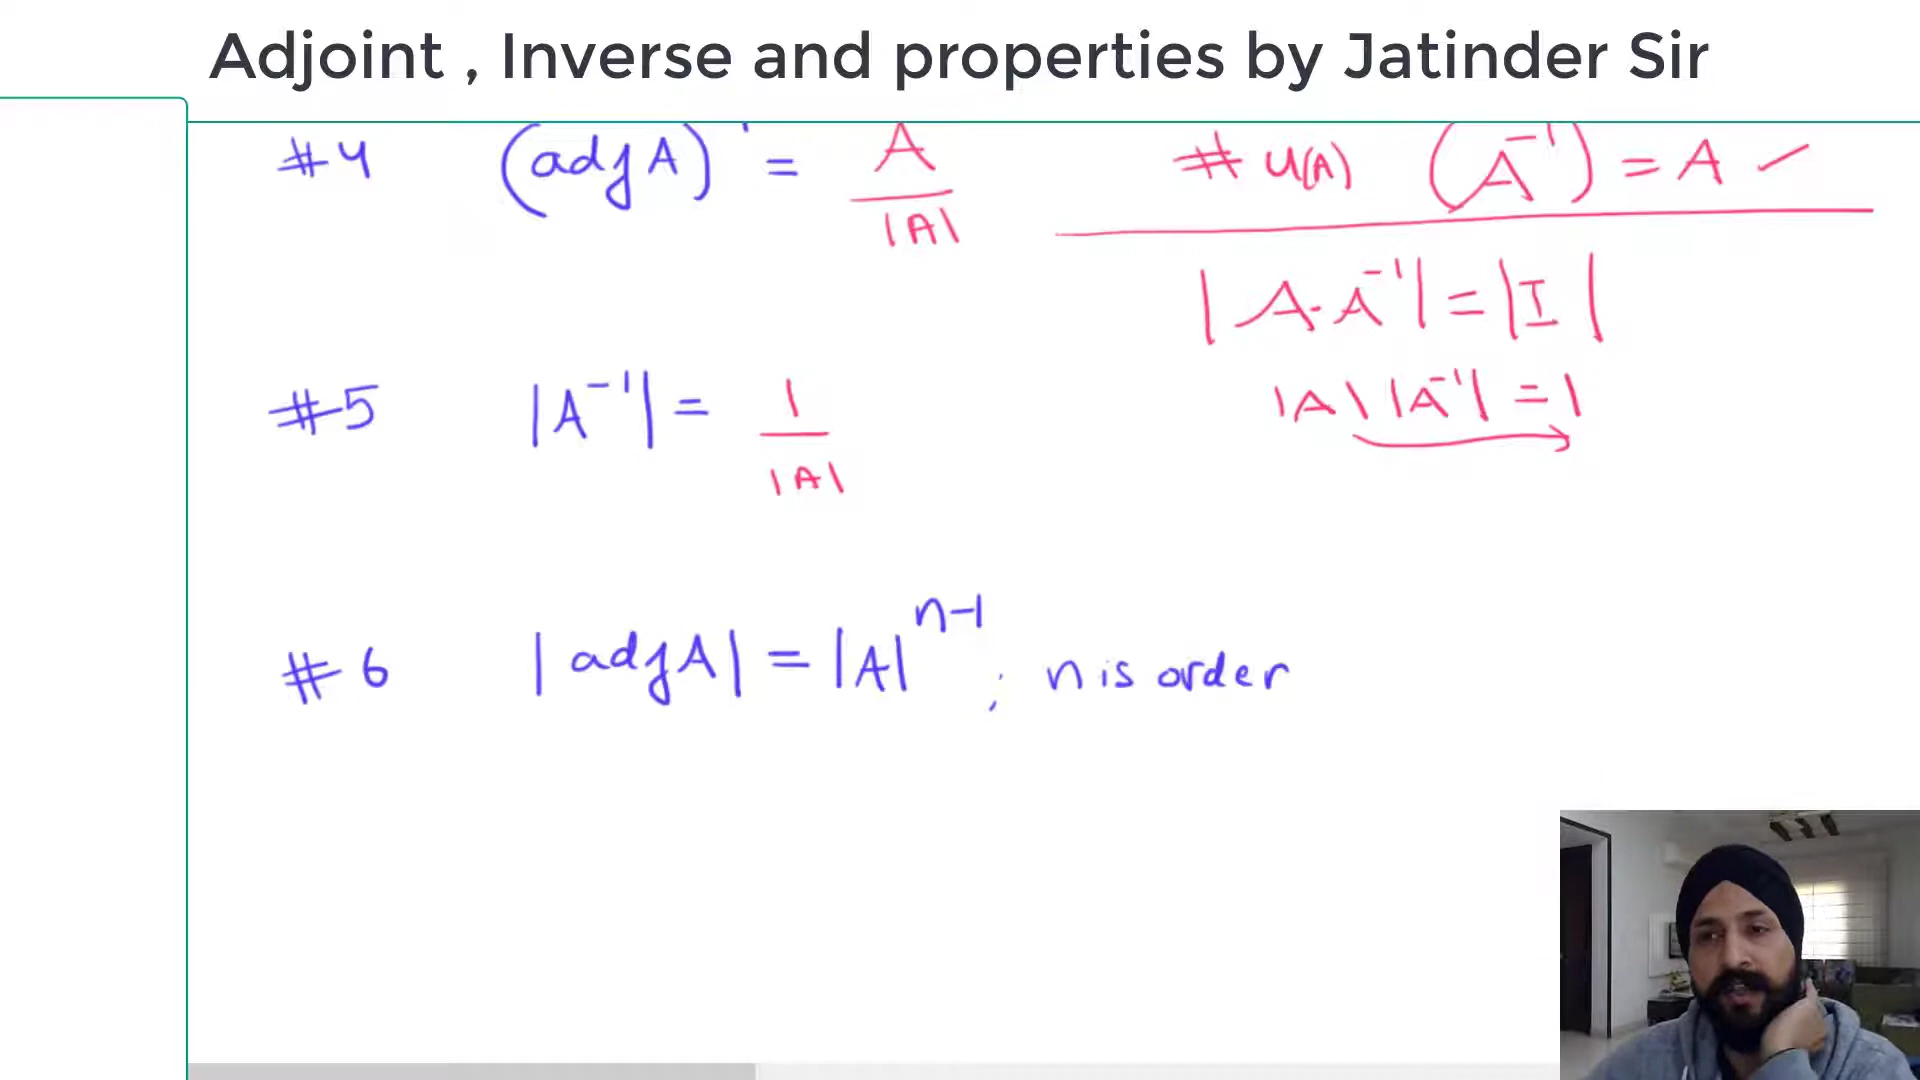 Adjoint , Inverse and properties by Jatinder Sir
#4 (adj A)⁻¹ = A / |A|
#4(A) (A⁻¹) = A ✓
|A·A⁻¹| = |I|
|A| |A⁻¹| = 1
#5 |A⁻¹| = 1 / |A|
#6 |adj A| = |A|ⁿ⁻¹ ; n is order